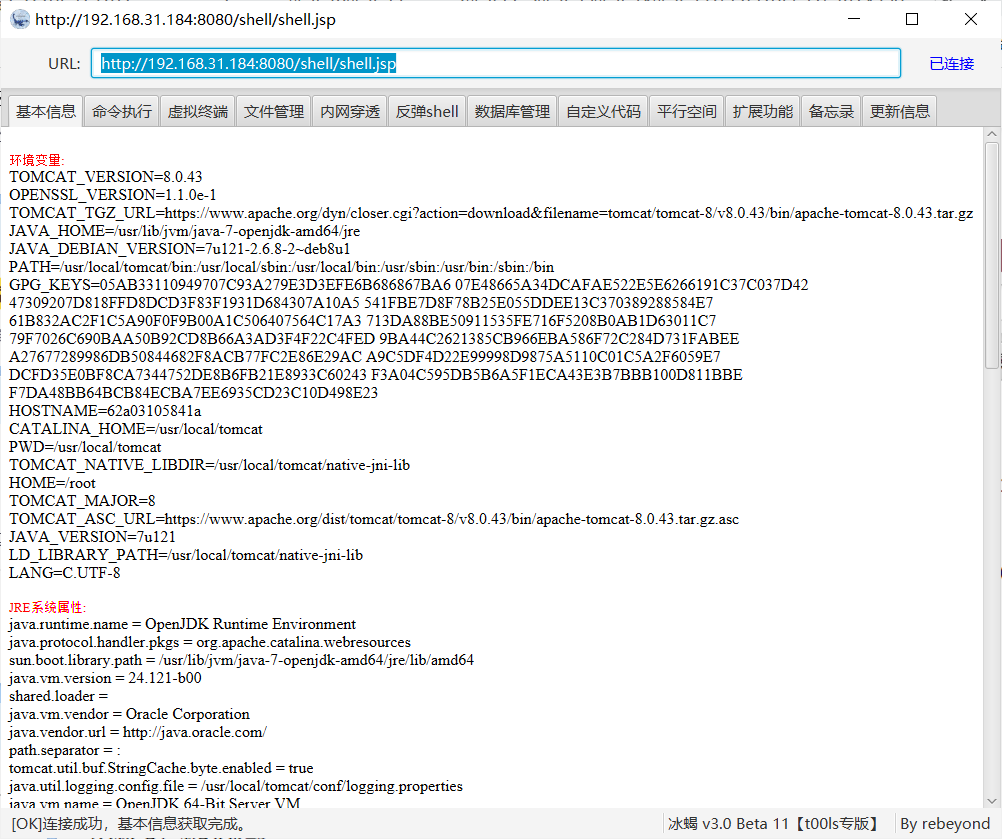 http://192.168.31.184:8080/shell/shell.jsp
URL: http://192.168.31.184:8080/shell/shell.jsp 已连接
基本信息 命令执行 虚拟终端 文件管理 内网穿透 反弹shell 数据库管理 自定义代码 平行空间 扩展功能 备忘录 更新信息
环境变量:
TOMCAT_VERSION=8.0.43
OPENSSL_VERSION=1.1.0e-1
TOMCAT_TGZ_URL=https://www.apache.org/dyn/closer.cgi?action=download&filename=tomcat/tomcat-8/v8.0.43/bin/apache-tomcat-8.0.43.tar.gz
JAVA_HOME=/usr/lib/jvm/java-7-openjdk-amd64/jre
JAVA_DEBIAN_VERSION=7u121-2.6.8-2~deb8u1
PATH=/usr/local/tomcat/bin:/usr/local/sbin:/usr/local/bin:/usr/sbin:/usr/bin:/sbin:/bin
GPG_KEYS=05AB33110949707C93A279E3D3EFE6B686867BA6 07E48665A34DCAFAE522E5E6266191C37C037D42
47309207D818FFD8DCD3F83F1931D684307A10A5 541FBE7D8F78B25E055DDEE13C370389288584E7
61B832AC2F1C5A90F0F9B00A1C506407564C17A3 713DA88BE50911535FE716F5208B0AB1D63011C7
79F7026C690BAA50B92CD8B66A3AD3F4F22C4FED 9BA44C2621385CB966EBA586F72C284D731FABEE
A27677289986DB50844682F8ACB77FC2E86E29AC A9C5DF4D22E99998D9875A5110C01C5A2F6059E7
DCFD35E0BF8CA7344752DE8B6FB21E8933C60243 F3A04C595DB5B6A5F1ECA43E3B7BBB100D811BBE
F7DA48BB64BCB84ECBA7EE6935CD23C10D498E23
HOSTNAME=62a03105841a
CATALINA_HOME=/usr/local/tomcat
PWD=/usr/local/tomcat
TOMCAT_NATIVE_LIBDIR=/usr/local/tomcat/native-jni-lib
HOME=/root
TOMCAT_MAJOR=8
TOMCAT_ASC_URL=https://www.apache.org/dist/tomcat/tomcat-8/v8.0.43/bin/apache-tomcat-8.0.43.tar.gz.asc
JAVA_VERSION=7u121
LD_LIBRARY_PATH=/usr/local/tomcat/native-jni-lib
LANG=C.UTF-8
JRE系统属性:
java.runtime.name = OpenJDK Runtime Environment
java.protocol.handler.pkgs = org.apache.catalina.webresources
sun.boot.library.path = /usr/lib/jvm/java-7-openjdk-amd64/jre/lib/amd64
java.vm.version = 24.121-b00
shared.loader =
java.vm.vendor = Oracle Corporation
java.vendor.url = http://java.oracle.com/
path.separator = :
tomcat.util.buf.StringCache.byte.enabled = true
java.util.logging.config.file = /usr/local/tomcat/conf/logging.properties
java.vm.name = OpenJDK 64-Bit Server VM
[OK]连接成功，基本信息获取完成。 冰蝎 v3.0 Beta 11【t00ls专版】 By rebeyond